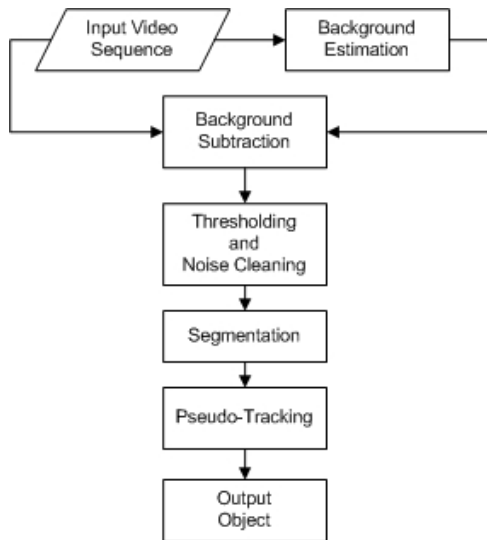 Input Video
Sequence
Background
Estimation
Background
Subtraction
Thresholding
and
Noise Cleaning
Segmentation
Pseudo-Tracking
Output
Object